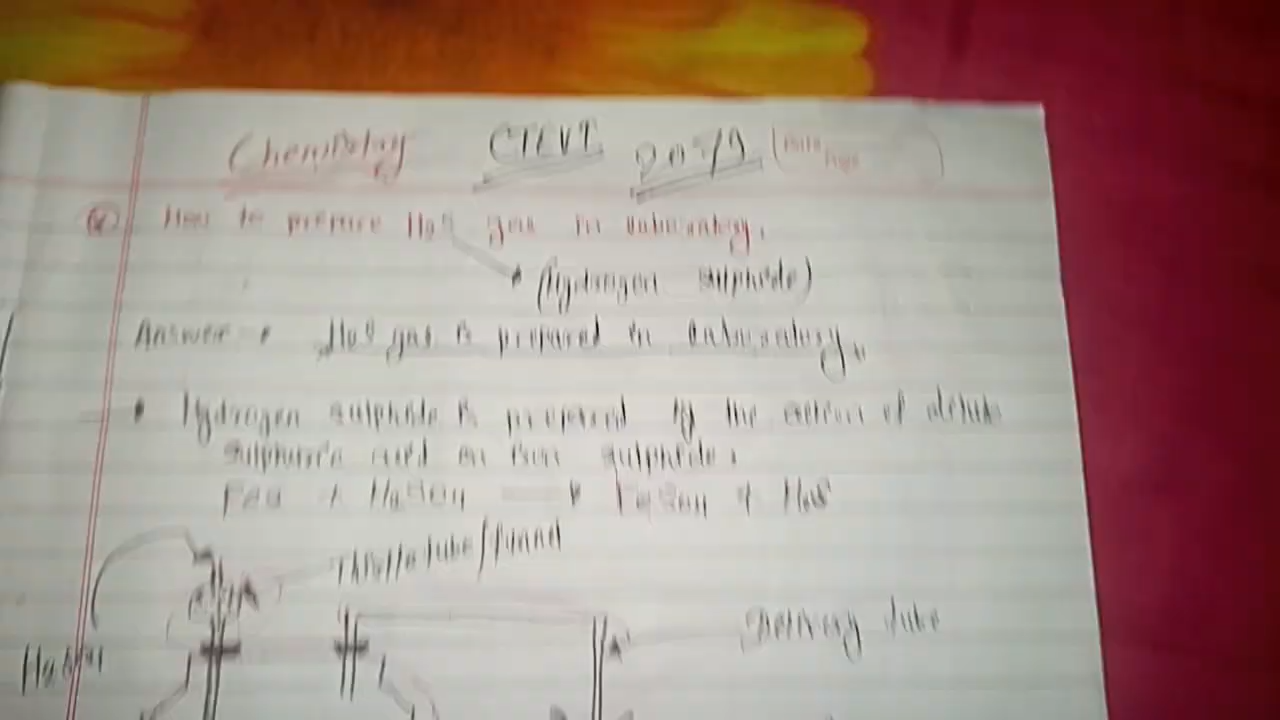 Chemistry CTEVT
How to prepare H2S gas in laboratory.
(Hydrogen sulphide)
Answer → H2S gas is prepared in laboratory.
Hydrogen sulphide is prepared by the action of dilute
sulphuric acid on iron sulphide.
FeS + H2SO4 → FeSO4 + H2S
Thistle tube/funnel
Delivery tube
H2SO4